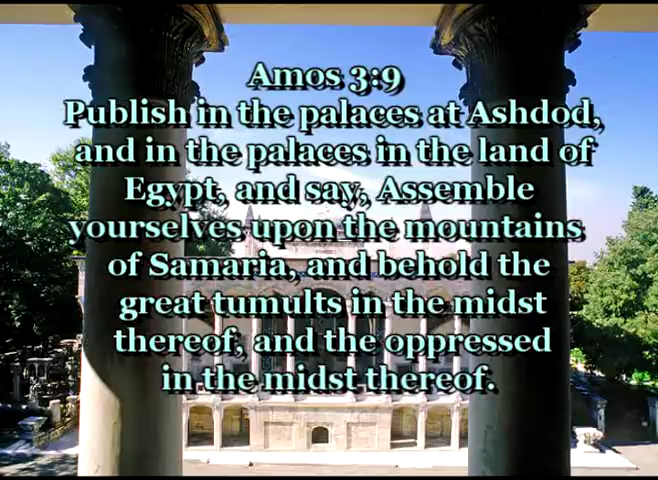 Amos 3:9
Publish in the palaces at Ashdod,
and in the palaces in the land of
Egypt, and say, Assemble
yourselves upon the mountains
of Samaria, and behold the
great tumults in the midst
thereof, and the oppressed
in the midst thereof.